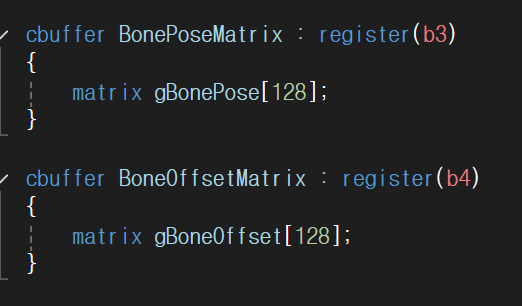 cbuffer BonePoseMatrix : register(b3)
{
    matrix gBonePose[128];
}
cbuffer BoneOffsetMatrix : register(b4)
{
    matrix gBoneOffset[128];
}